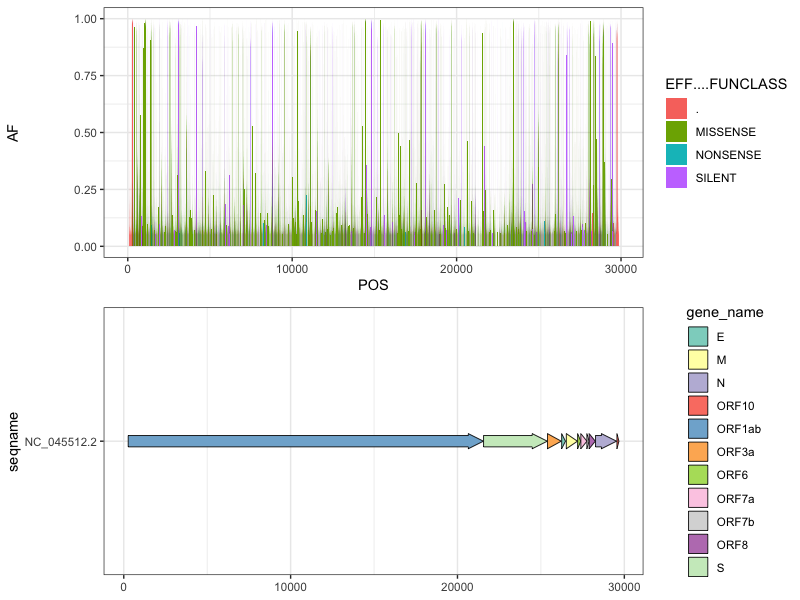 1.00
0.75
0.50
0.25
0.00
AF
0
10000
20000
30000
POS
EFF....FUNCLASS
.
MISSENSE
NONSENSE
SILENT
seqname
NC_045512.2
0
10000
20000
30000
gene_name
E
M
N
ORF10
ORF1ab
ORF3a
ORF6
ORF7a
ORF7b
ORF8
S